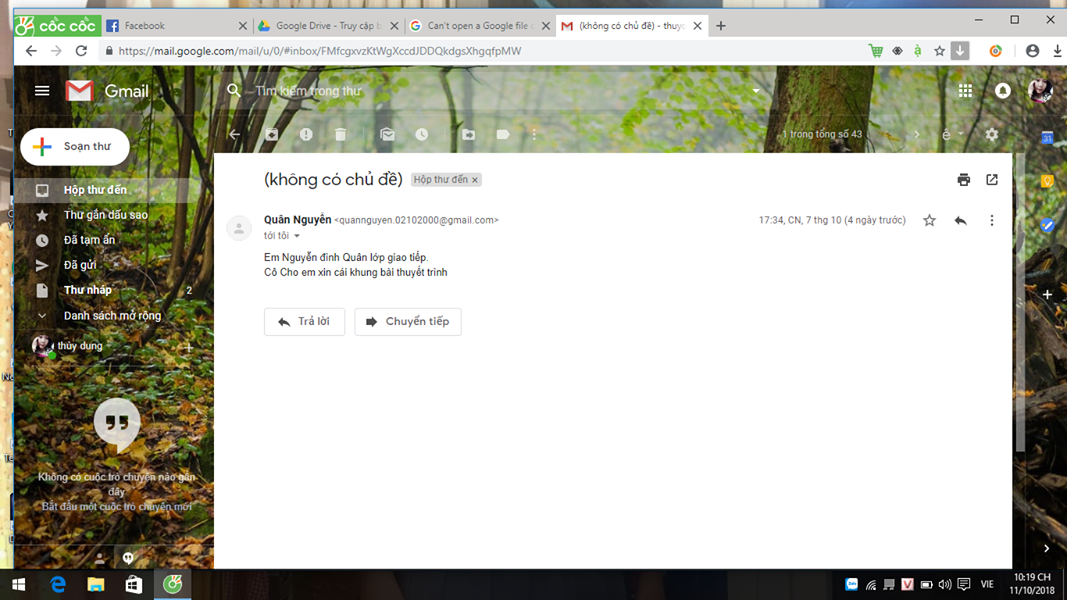 cốc cốc Facebook Google Drive - Truy cập b Can't open a Google file (không có chủ đề) - thuyd
https://mail.google.com/mail/u/0/#inbox/FMfcgxvzKtWgXccdJDDQkdgsXhgqfpMW
Gmail Tìm kiếm trong thư
1 trong tổng số 43
Soạn thư
31
(không có chủ đề) Hộp thư đến x
Hộp thư đến
Thư gắn dấu sao
Quân Nguyễn <quannguyen.02102000@gmail.com> 17:34, CN, 7 thg 10 (4 ngày trước)
tới tôi
Đã tạm ẩn
Em Nguyễn đinh Quân lớp giao tiếp.
Đã gửi
Cô Cho em xin cái khung bài thuyết trình
Thư nháp 2
Danh sách mở rộng
Trả lời Chuyển tiếp
thùy dung
Không có cuộc trò chuyện nào gần
đây
Bắt đầu một cuộc trò chuyện mới
VIE 10:19 CH
11/10/2018